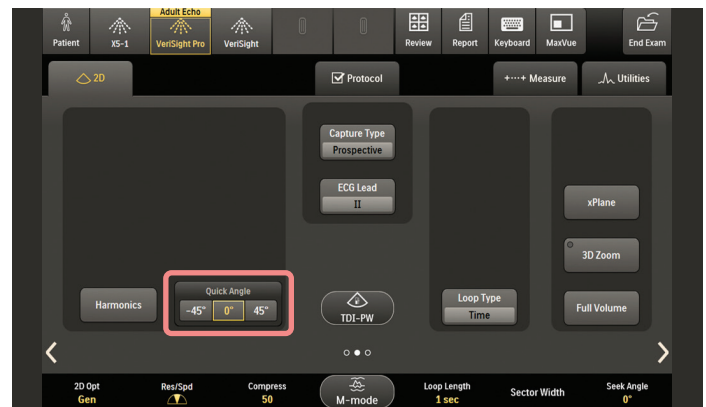 Adult Echo
Patient
X5-1
VeriSight Pro
VeriSight
Review
Report
Keyboard
MaxVue
End Exam
2D
Protocol
+····+ Measure
Utilities
Capture Type
Prospective
ECG Lead
II
xPlane
3D Zoom
Quick Angle
-45° 0° 45°
Harmonics
TDI-PW
Loop Type
Time
Full Volume
2D Opt
Gen
Res/Spd
Compress
50
M-mode
Loop Length
1 sec
Sector Width
Seek Angle
0°